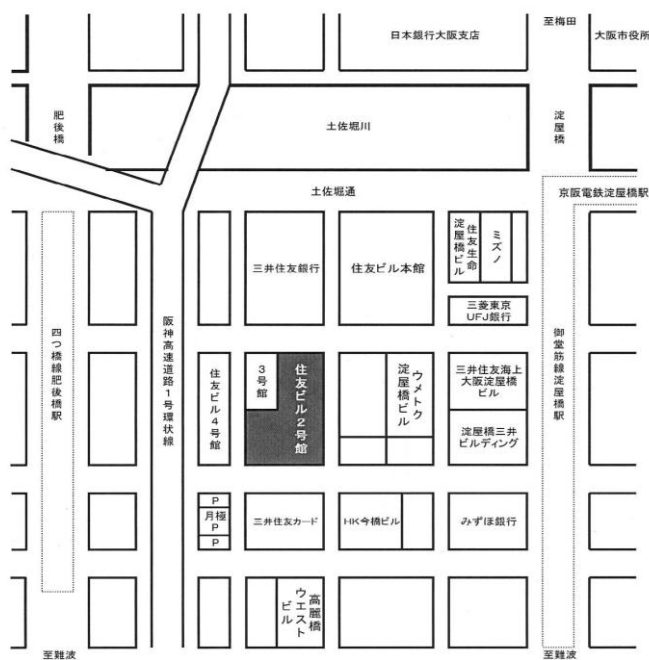 至梅田
日本銀行大阪支店
大阪市役所
肥後橋
土佐堀川
淀屋橋
土佐堀通
京阪電鉄淀屋橋駅
三井住友銀行
住友ビル本館
住友生命
淀屋橋ビル
ミズノ
三菱東京
UFJ銀行
四つ橋線肥後橋駅
阪神高速道路1号環状線
住友ビル4号館
3号館
住友ビル2号館
ウメトク
淀屋橋ビル
三井住友海上
大阪淀屋橋
ビル
淀屋橋三井
ビルディング
御堂筋線淀屋橋駅
P
月極
P
P
三井住友カード
HK今橋ビル
みずほ銀行
高麗橋
ウエスト
ビル
至難波
至難波